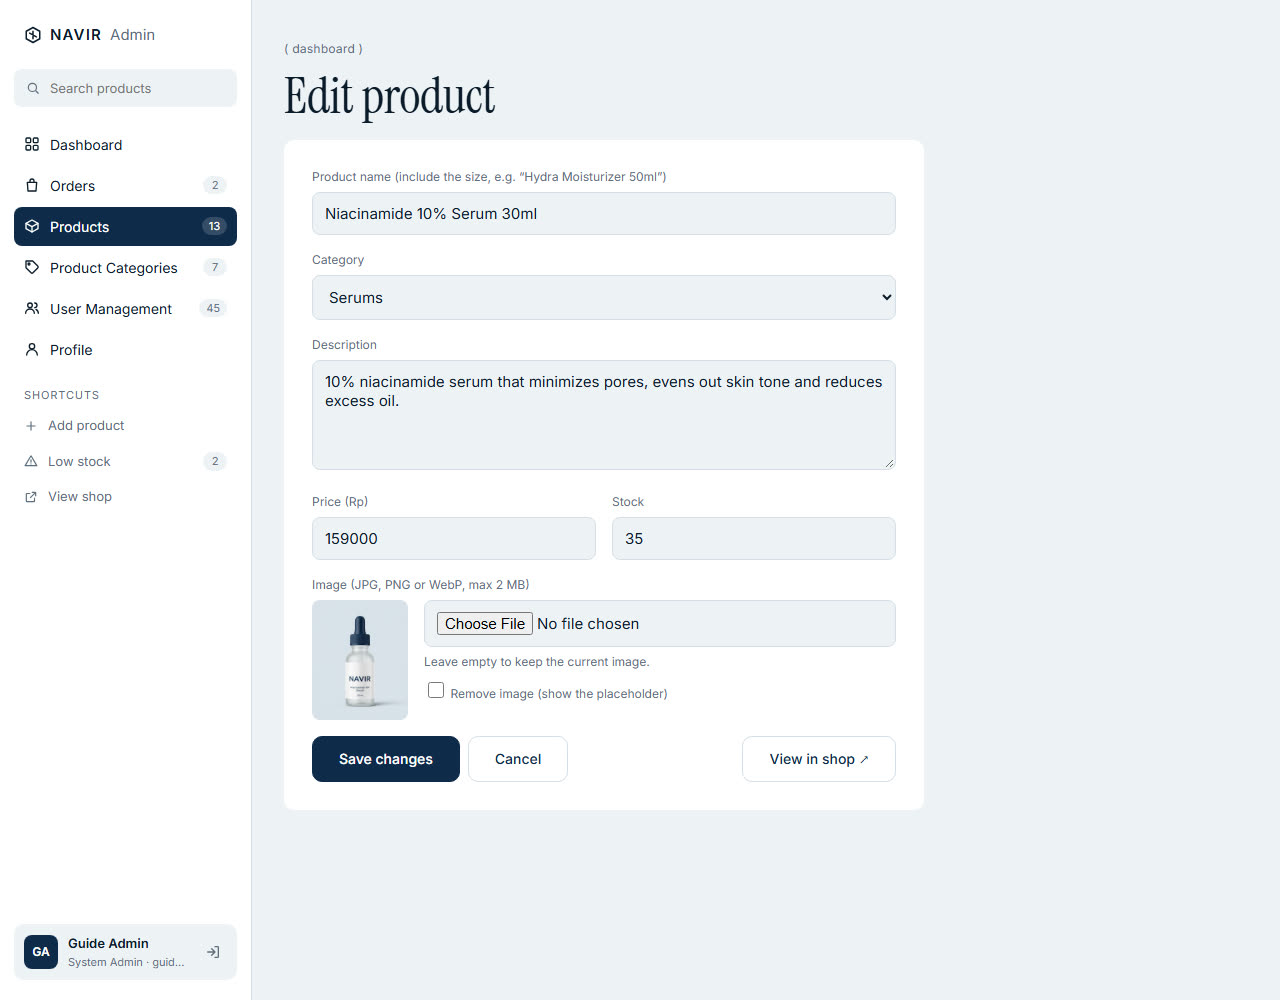 NAVIR Admin
Search products
Dashboard
Orders 2
Products 13
Product Categories 7
User Management 45
Profile
SHORTCUTS
Add product
Low stock 2
View shop
GA
Guide Admin
System Admin · guid...
( dashboard )
Edit product
Product name (include the size, e.g. “Hydra Moisturizer 50ml”)
Niacinamide 10% Serum 30ml
Category
Serums
Description
10% niacinamide serum that minimizes pores, evens out skin tone and reduces
excess oil.
Price (Rp) Stock
159000 35
Image (JPG, PNG or WebP, max 2 MB)
NAVIR
Choose File No file chosen
Leave empty to keep the current image.
Remove image (show the placeholder)
Save changes Cancel View in shop ↗